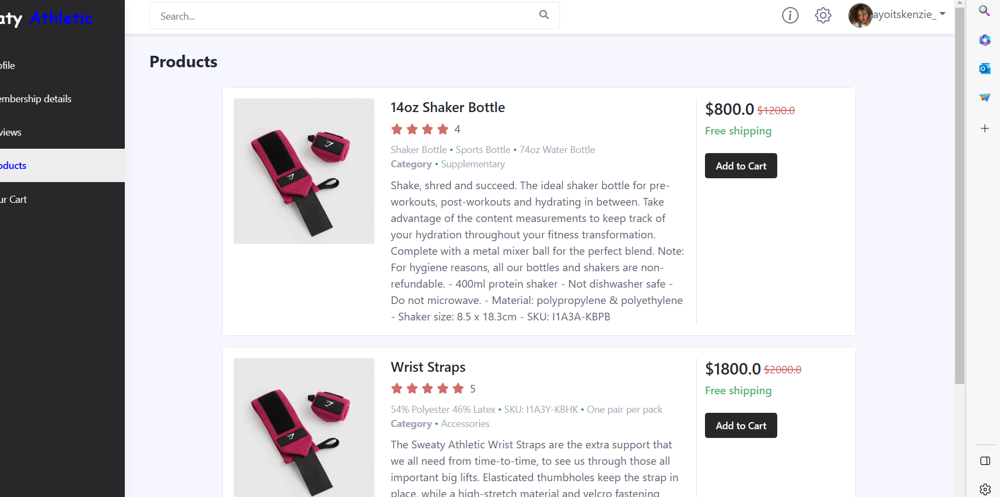 aty Athletic
Search...
ayoitskenzie_
ofile
embership details
views
oducts
ur Cart
Products
14oz Shaker Bottle
4
Shaker Bottle • Sports Bottle • 74oz Water Bottle
Category • Supplementary
Shake, shred and succeed. The ideal shaker bottle for pre-
workouts, post-workouts and hydrating in between. Take
advantage of the content measurements to keep track of
your hydration throughout your fitness transformation.
Complete with a metal mixer ball for the perfect blend. Note:
For hygiene reasons, all our bottles and shakers are non-
refundable. - 400ml protein shaker - Not dishwasher safe -
Do not microwave. - Material: polypropylene & polyethylene
- Shaker size: 8.5 x 18.3cm - SKU: I1A3A-KBPB
$800.0 $1200.0
Free shipping
Add to Cart
Wrist Straps
5
54% Polyester 46% Latex • SKU: I1A3Y-KBHK • One pair per pack
Category • Accessories
The Sweaty Athletic Wrist Straps are the extra support that
we all need from time-to-time, to see us through those all
important big lifts. Elasticated thumbholes keep the strap in
place, while a high-stretch material and velcro fastening
$1800.0 $2000.0
Free shipping
Add to Cart